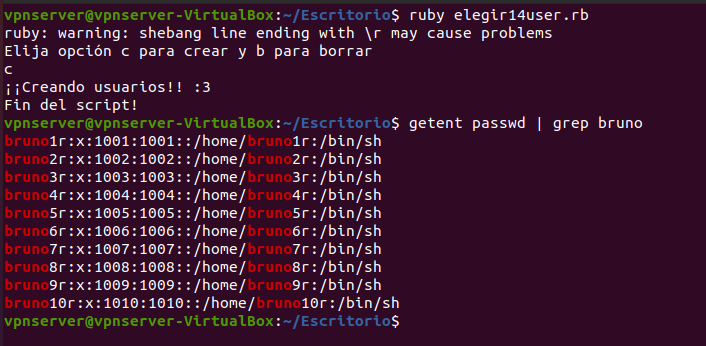 vpnserver@vpnserver-VirtualBox:~/Escritorio$ ruby elegir14user.rb
ruby: warning: shebang line ending with \r may cause problems
Elija opción c para crear y b para borrar
c
¡¡Creando usuarios!! :3
Fin del script!
vpnserver@vpnserver-VirtualBox:~/Escritorio$ getent passwd | grep bruno
bruno1r:x:1001:1001::/home/bruno1r:/bin/sh
bruno2r:x:1002:1002::/home/bruno2r:/bin/sh
bruno3r:x:1003:1003::/home/bruno3r:/bin/sh
bruno4r:x:1004:1004::/home/bruno4r:/bin/sh
bruno5r:x:1005:1005::/home/bruno5r:/bin/sh
bruno6r:x:1006:1006::/home/bruno6r:/bin/sh
bruno7r:x:1007:1007::/home/bruno7r:/bin/sh
bruno8r:x:1008:1008::/home/bruno8r:/bin/sh
bruno9r:x:1009:1009::/home/bruno9r:/bin/sh
bruno10r:x:1010:1010::/home/bruno10r:/bin/sh
vpnserver@vpnserver-VirtualBox:~/Escritorio$